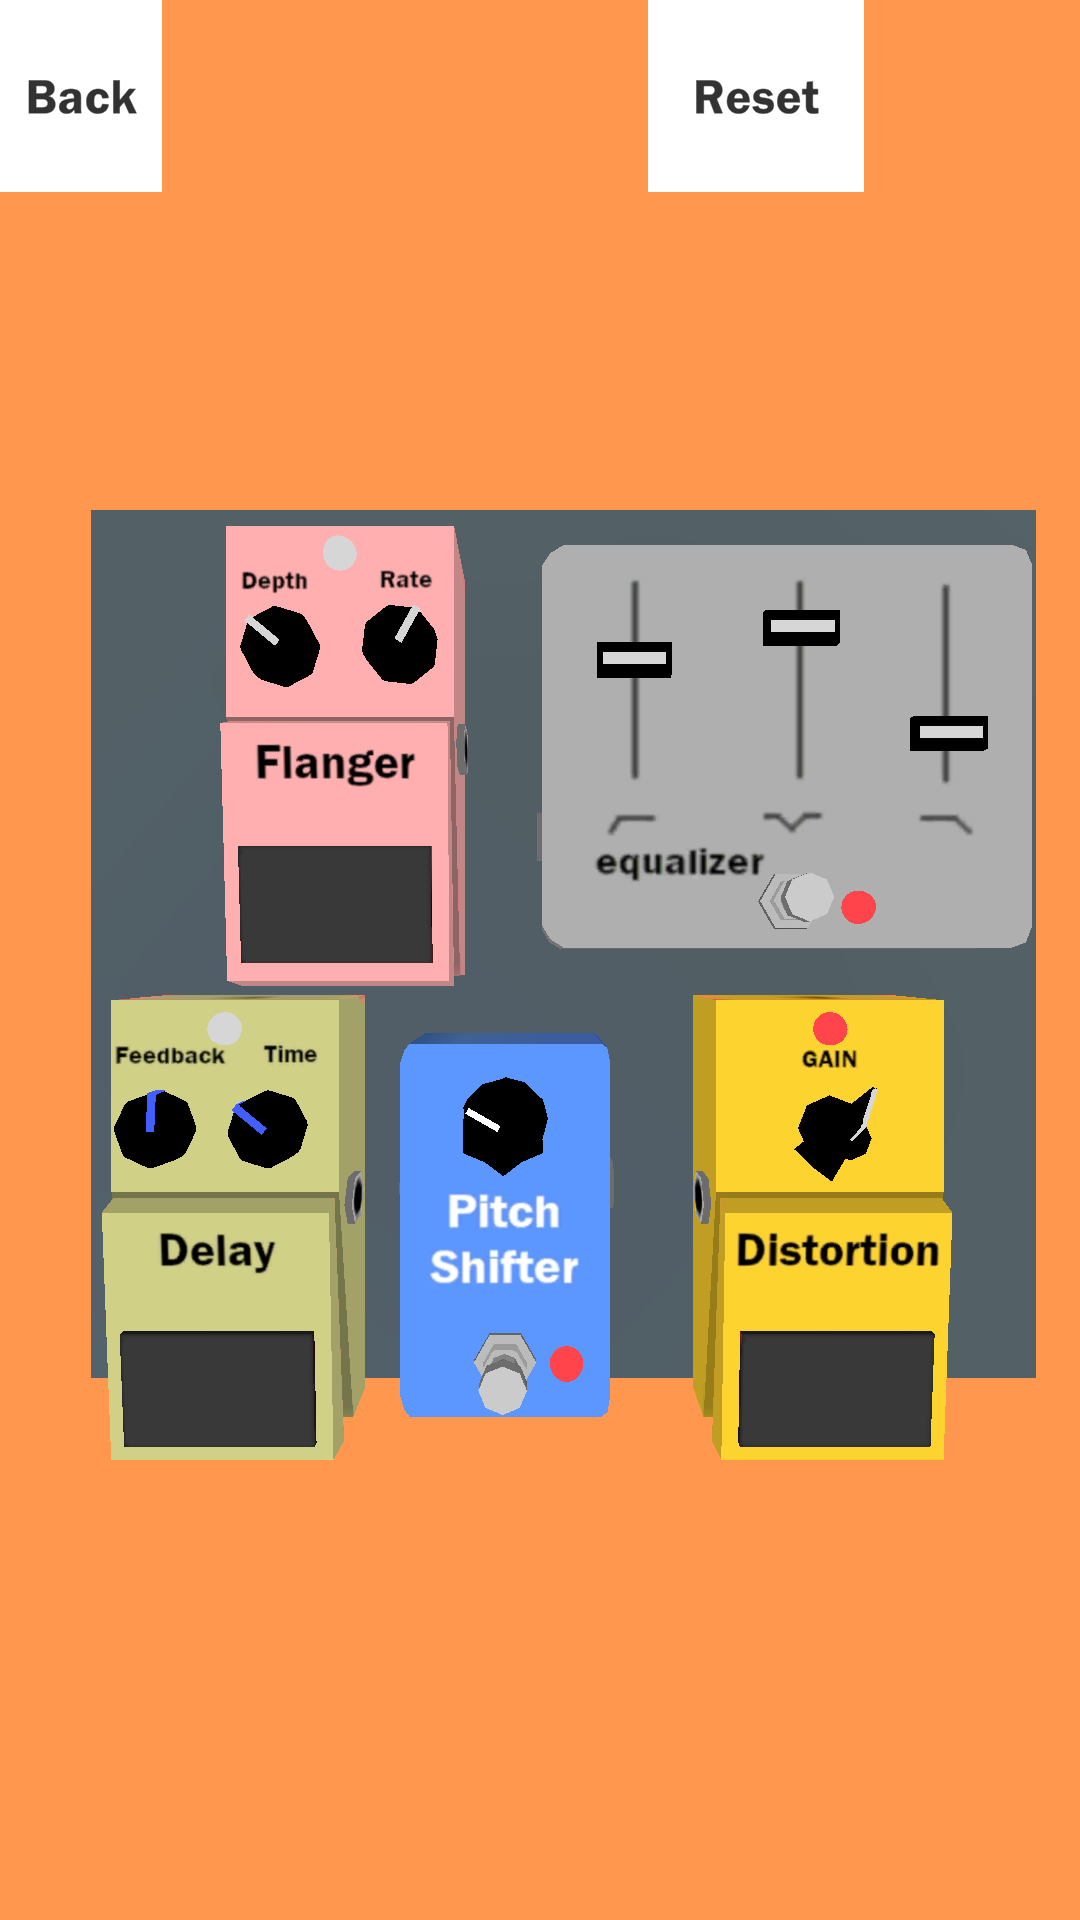 Back
Reset
Depth
Rate
Flanger
equalizer
Feedback
Time
Delay
Pitch
Shifter
GAIN
Distortion